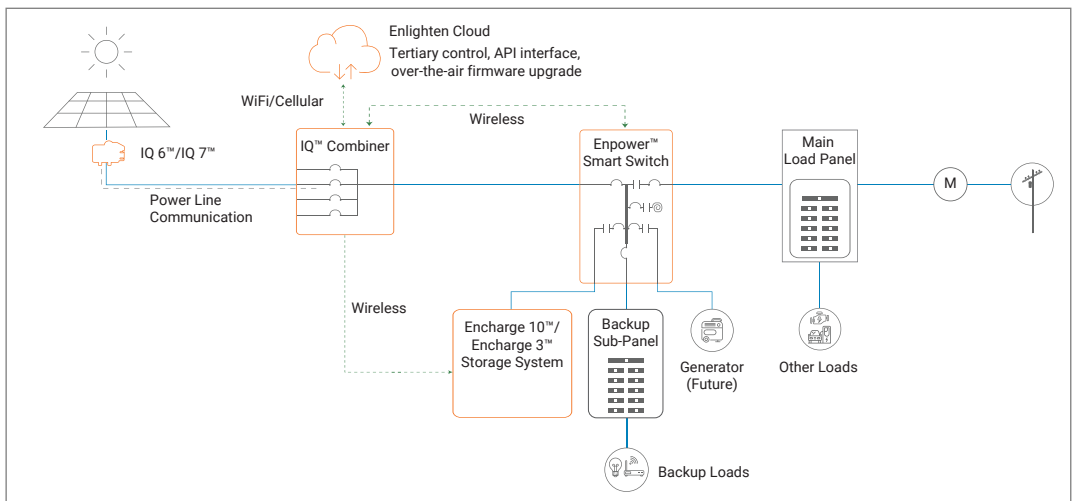 Enlighten Cloud
Tertiary control, API interface,
over-the-air firmware upgrade
WiFi/Cellular
Wireless
IQ 6™/IQ 7™
Power Line
Communication
IQ™ Combiner
Enpower™
Smart Switch
Main
Load Panel
M
Wireless
Encharge 10™/
Encharge 3™
Storage System
Backup
Sub-Panel
Generator
(Future)
Other Loads
Backup Loads